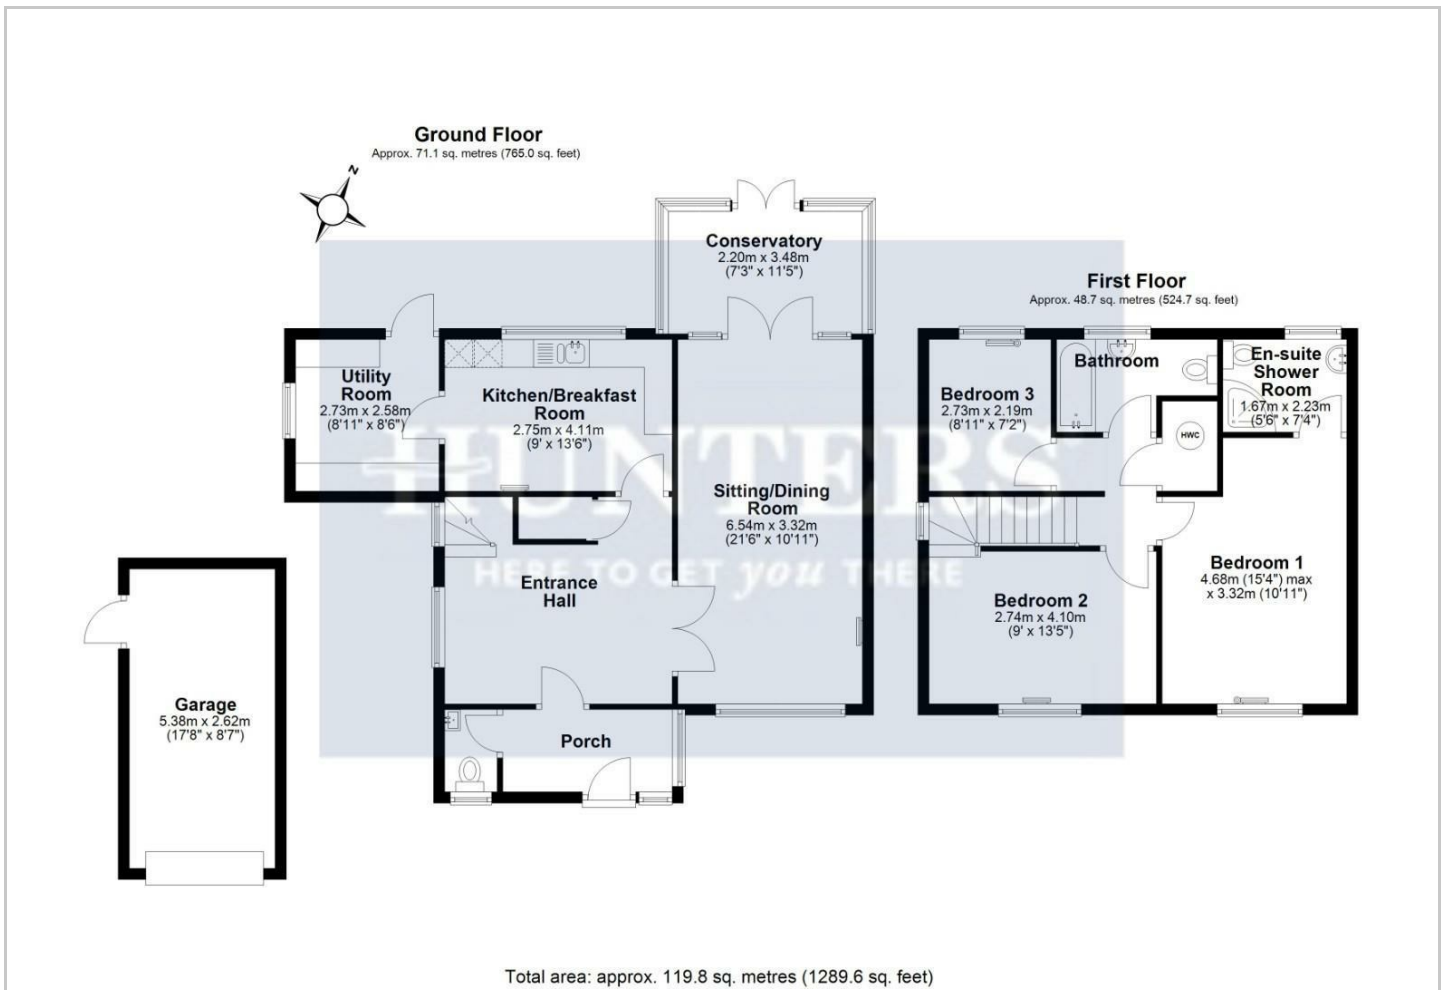 Ground Floor
Approx. 71.1 sq. metres (765.0 sq. feet)
N
Conservatory
2.20m x 3.48m
(7'3" x 11'5")
First Floor
Approx. 48.7 sq. metres (524.7 sq. feet)
Utility
Room
2.73m x 2.58m
(8'11" x 8'6")
Kitchen/Breakfast
Room
2.75m x 4.11m
(9' x 13'6")
Bedroom 3
2.73m x 2.19m
(8'11" x 7'2")
Bathroom
En-suite
Shower
Room
1.67m x 2.23m
(5'6" x 7'4")
HWC
HUNTERS
HERE TO GET you THERE
Sitting/Dining
Room
6.54m x 3.32m
(21'6" x 10'11")
Entrance
Hall
Bedroom 2
2.74m x 4.10m
(9' x 13'5")
Bedroom 1
4.68m (15'4") max
x 3.32m (10'11")
Garage
5.38m x 2.62m
(17'8" x 8'7")
Porch
Total area: approx. 119.8 sq. metres (1289.6 sq. feet)